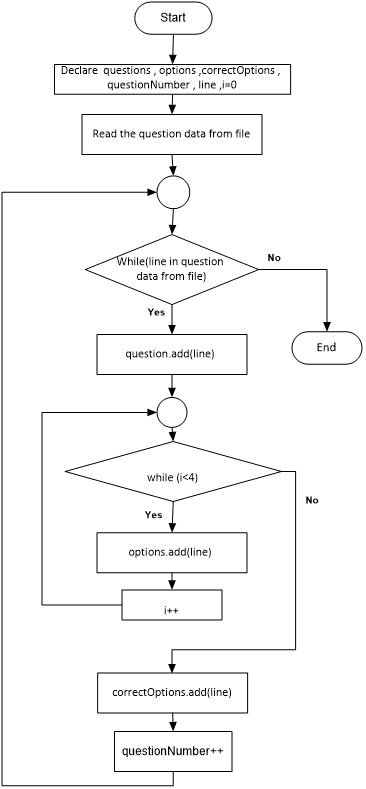 Start
Declare questions , options ,correctOptions ,
questionNumber , line ,i=0
Read the question data from file
While(line in question
data from file)
No
Yes
End
question.add(line)
while (i<4)
No
Yes
options.add(line)
i++
correctOptions.add(line)
questionNumber++